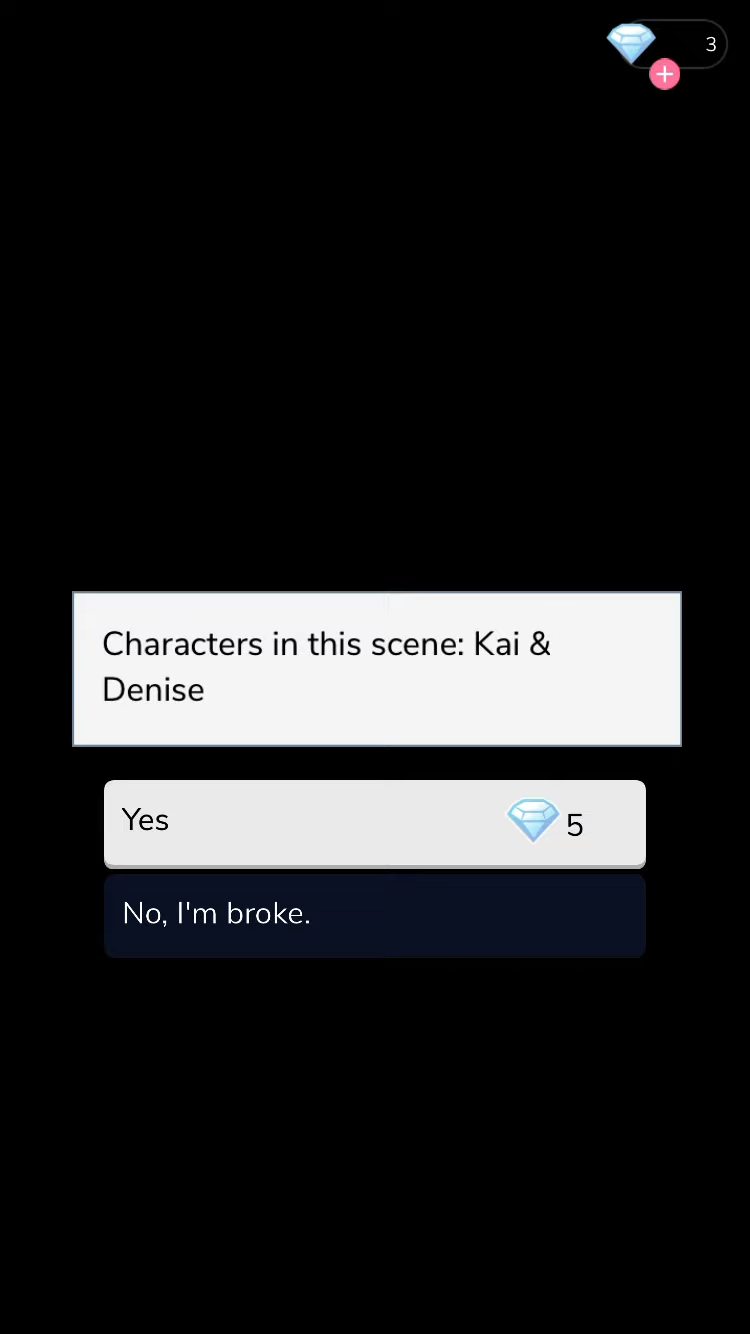 3
Characters in this scene: Kai &
Denise
Yes 5
No, I'm broke.